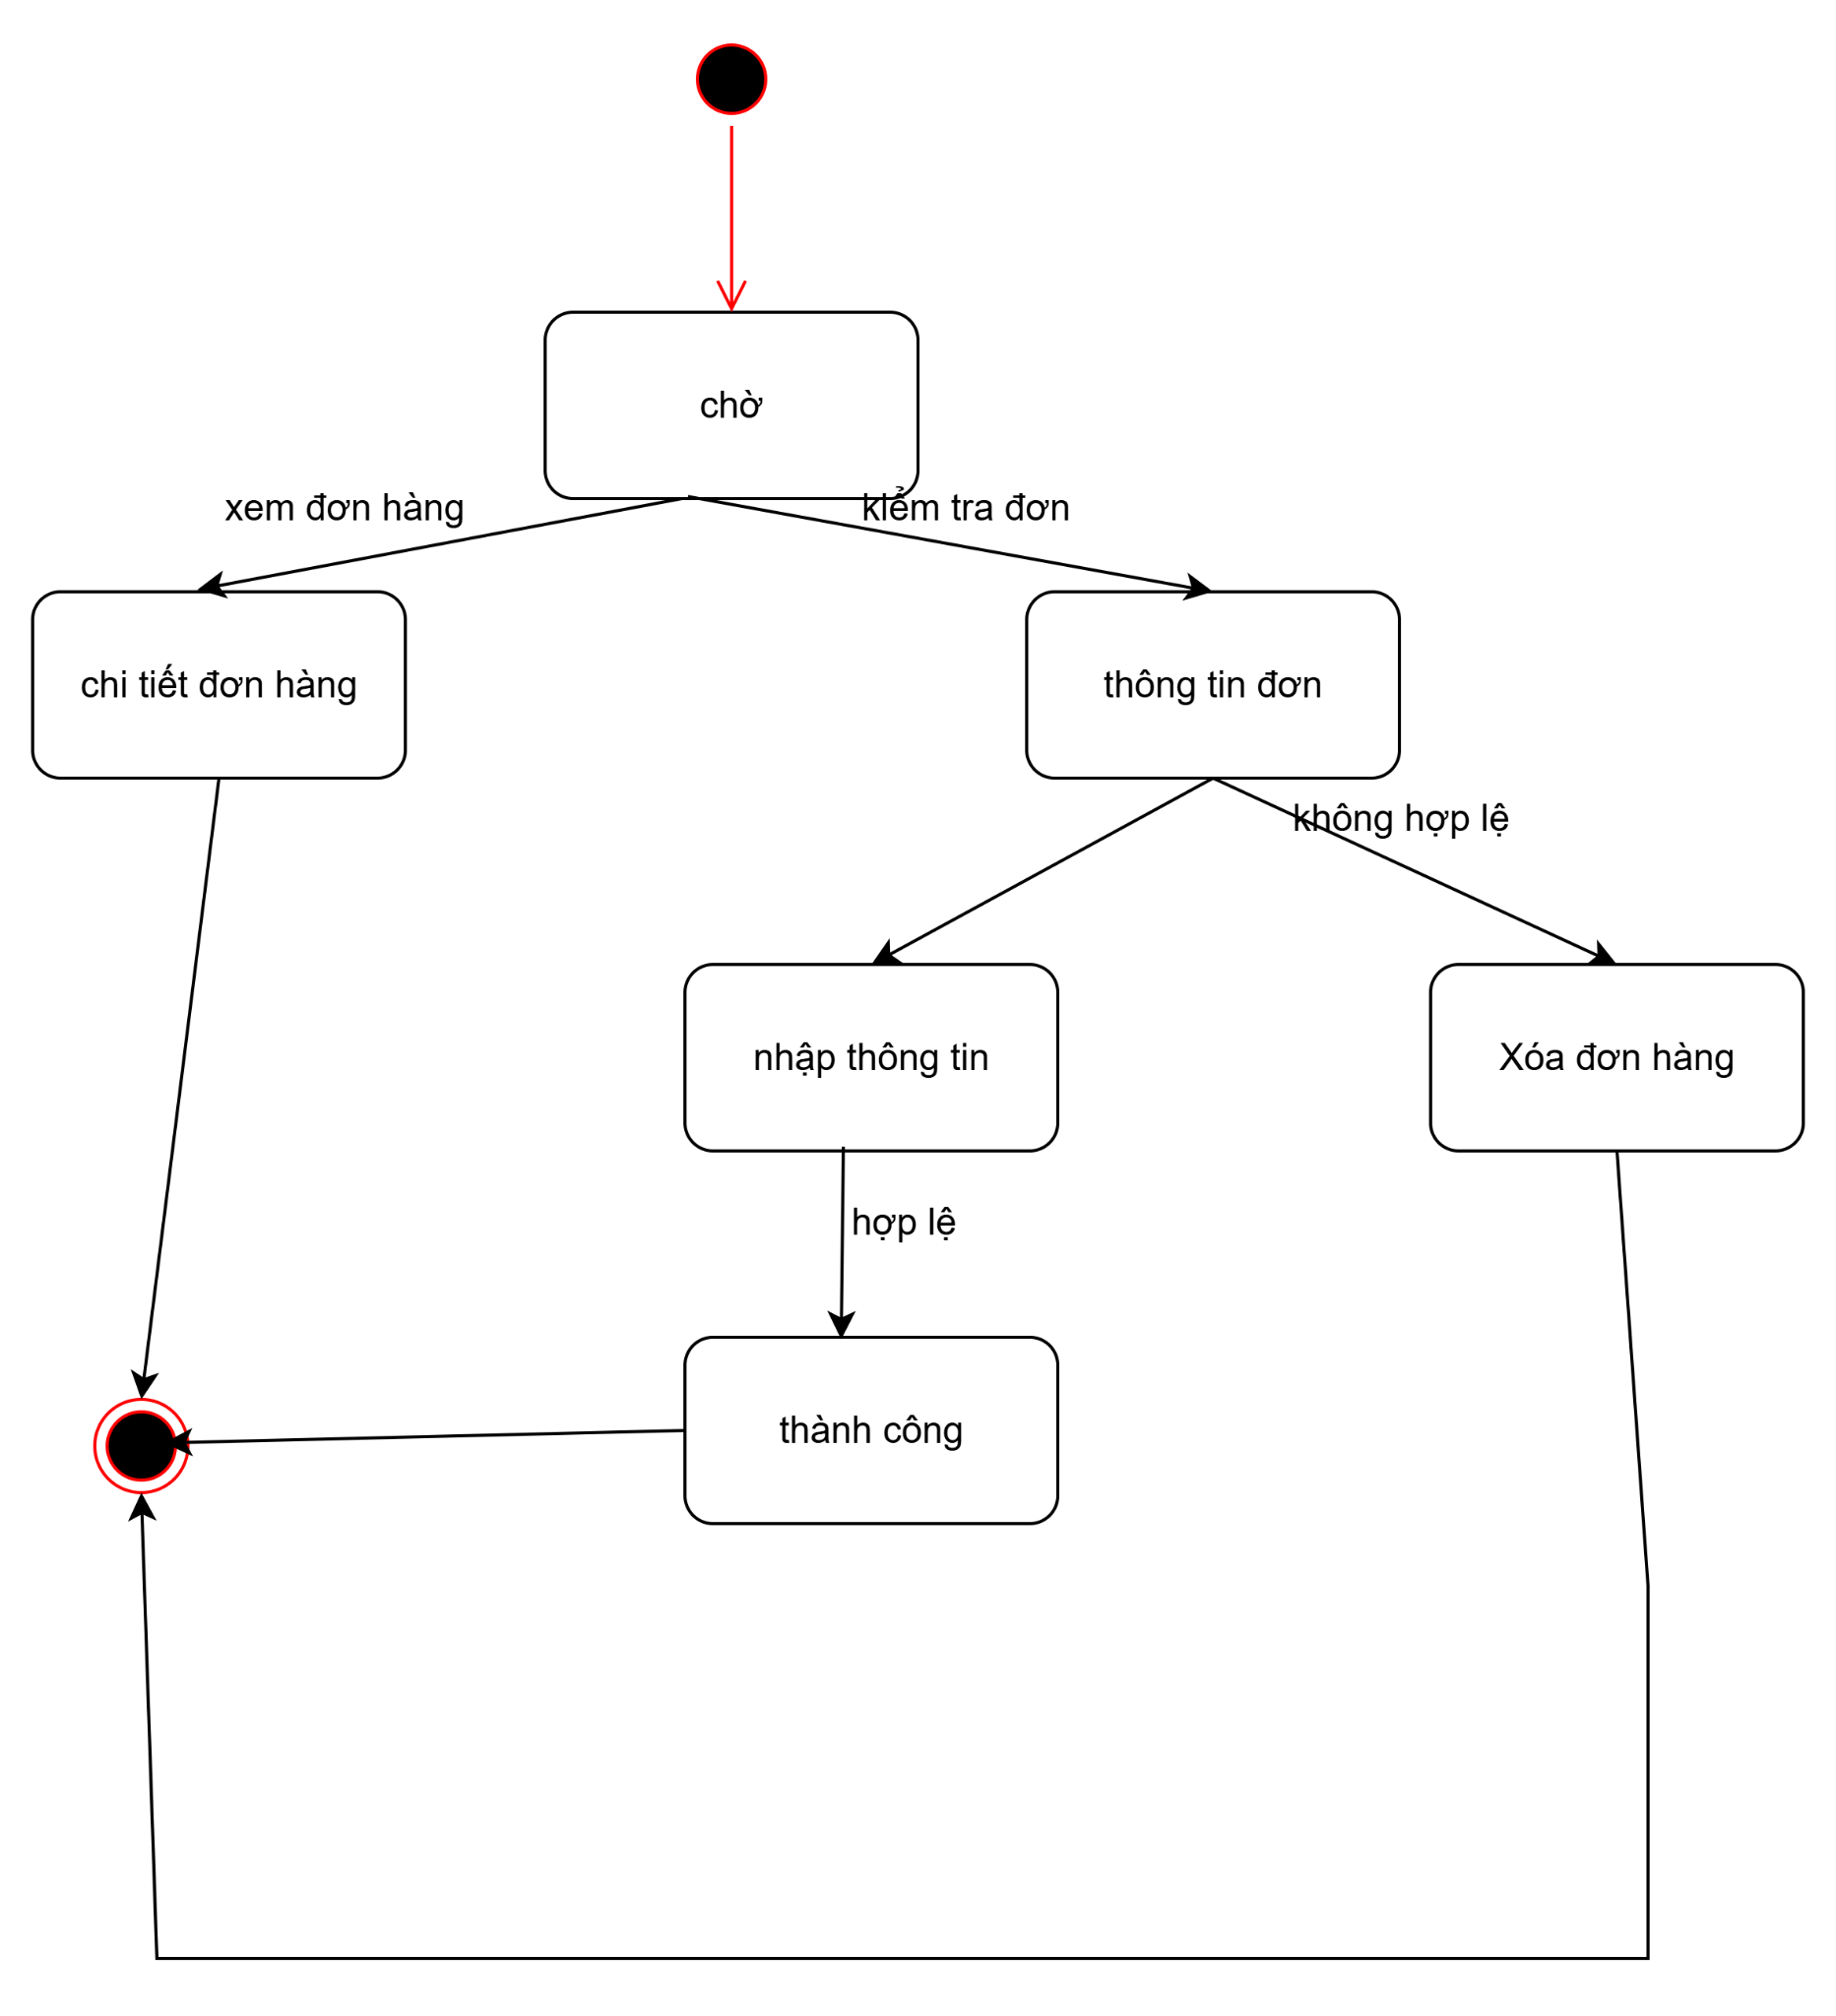 chờ
xem đơn hàng
klểm tra đơn
chi tiết đơn hàng
thông tin đơn
không hợp lệ
nhập thông tin
Xóa đơn hàng
hợp lệ
thành công